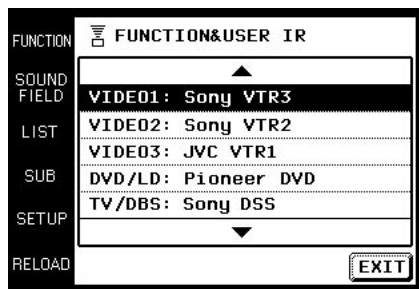 FUNCTION
SOUND
FIELD
LIST
SUB
SETUP
RELOAD
FUNCTION&USER IR
VIDEO1: Sony VTR3
VIDEO2: Sony VTR2
VIDEO3: JVC VTR1
DVD/LD: Pioneer DVD
TV/DBS: Sony DSS
EXIT